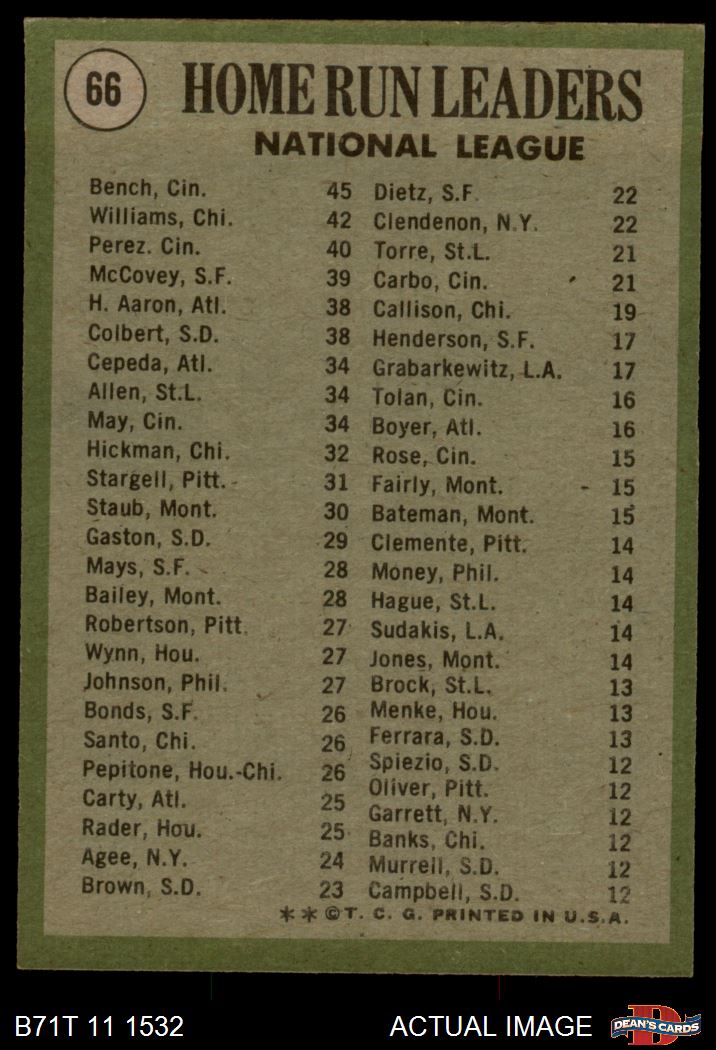 66
HOME RUN LEADERS
NATIONAL LEAGUE
Bench, Cin. 45
Williams, Chi. 42
Perez. Cin. 40
McCovey, S.F. 39
H. Aaron, Atl. 38
Colbert, S.D. 38
Cepeda, Atl. 34
Allen, St.L. 34
May, Cin. 34
Hickman, Chi. 32
Stargell, Pitt. 31
Staub, Mont. 30
Gaston, S.D. 29
Mays, S.F. 28
Bailey, Mont. 28
Robertson, Pitt. 27
Wynn, Hou. 27
Johnson, Phil. 27
Bonds, S.F. 26
Santo, Chi. 26
Pepitone, Hou.-Chi. 26
Carty, Atl. 25
Rader, Hou. 25
Agee, N.Y. 24
Brown, S.D. 23
Dietz, S.F. 22
Clendenon, N.Y. 22
Torre, St.L. 21
Carbo, Cin. 21
Callison, Chi. 19
Henderson, S.F. 17
Grabarkewitz, L.A. 17
Tolan, Cin. 16
Boyer, Atl. 16
Rose, Cin. 15
Fairly, Mont. 15
Bateman, Mont. 15
Clemente, Pitt. 14
Money, Phil. 14
Hague, St.L. 14
Sudakis, L.A. 14
Jones, Mont. 14
Brock, St.L. 13
Menke, Hou. 13
Ferrara, S.D. 13
Spiezio, S.D. 12
Oliver, Pitt. 12
Garrett, N.Y. 12
Banks, Chi. 12
Murrell, S.D. 12
Campbell, S.D. 12
**©T. C. G. PRINTED IN U.S.A.
B71T 11 1532
ACTUAL IMAGE
DEAN'S CARDS